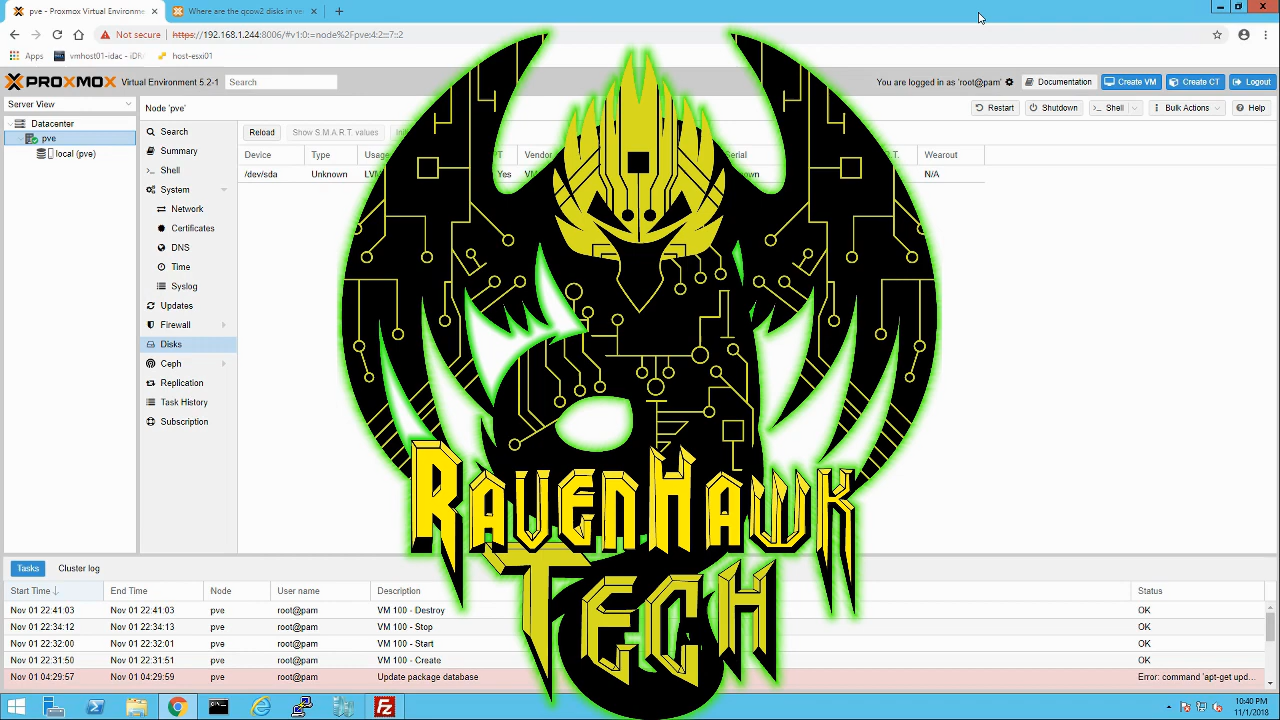 pve - Proxmox Virtual Environme
Where are the qcow2 disks in ve
Not secure https://192.168.1.244:8006/#v1:0:=node%2Fpve:4:::7::2
Apps vmhost01-idac - iDR host-esxi01
PROXMOX Virtual Environment 5.2-1 Search You are logged in as 'root@pam' Documentation Create VM Create CT Logout
Server View Node 'pve' Restart Shutdown Shell Bulk Actions Help
Datacenter
pve
local (pve)
Search
Summary
Shell
System
Network
Certificates
DNS
Time
Syslog
Updates
Firewall
Disks
Ceph
Replication
Task History
Subscription
Reload Show S.M.A.R.T. values
Device Type Usag Vendor erial Wearout
/dev/sda Unknown LV Yes N/A
RavenHawk
Tech
Tasks Cluster log
Start Time End Time Node User name Description Status
Nov 01 22:41:03 Nov 01 22:41:03 pve root@pam VM 100 - Destroy OK
Nov 01 22:34:12 Nov 01 22:34:13 pve root@pam VM 100 - Stop OK
Nov 01 22:32:00 Nov 01 22:32:01 pve root@pam VM 100 - Start OK
Nov 01 22:31:50 Nov 01 22:31:51 pve root@pam VM 100 - Create OK
Nov 01 04:29:57 Nov 01 04:29:57 pve root@pam Update package database Error: command 'apt-get upd...
10:40 PM
11/1/2018